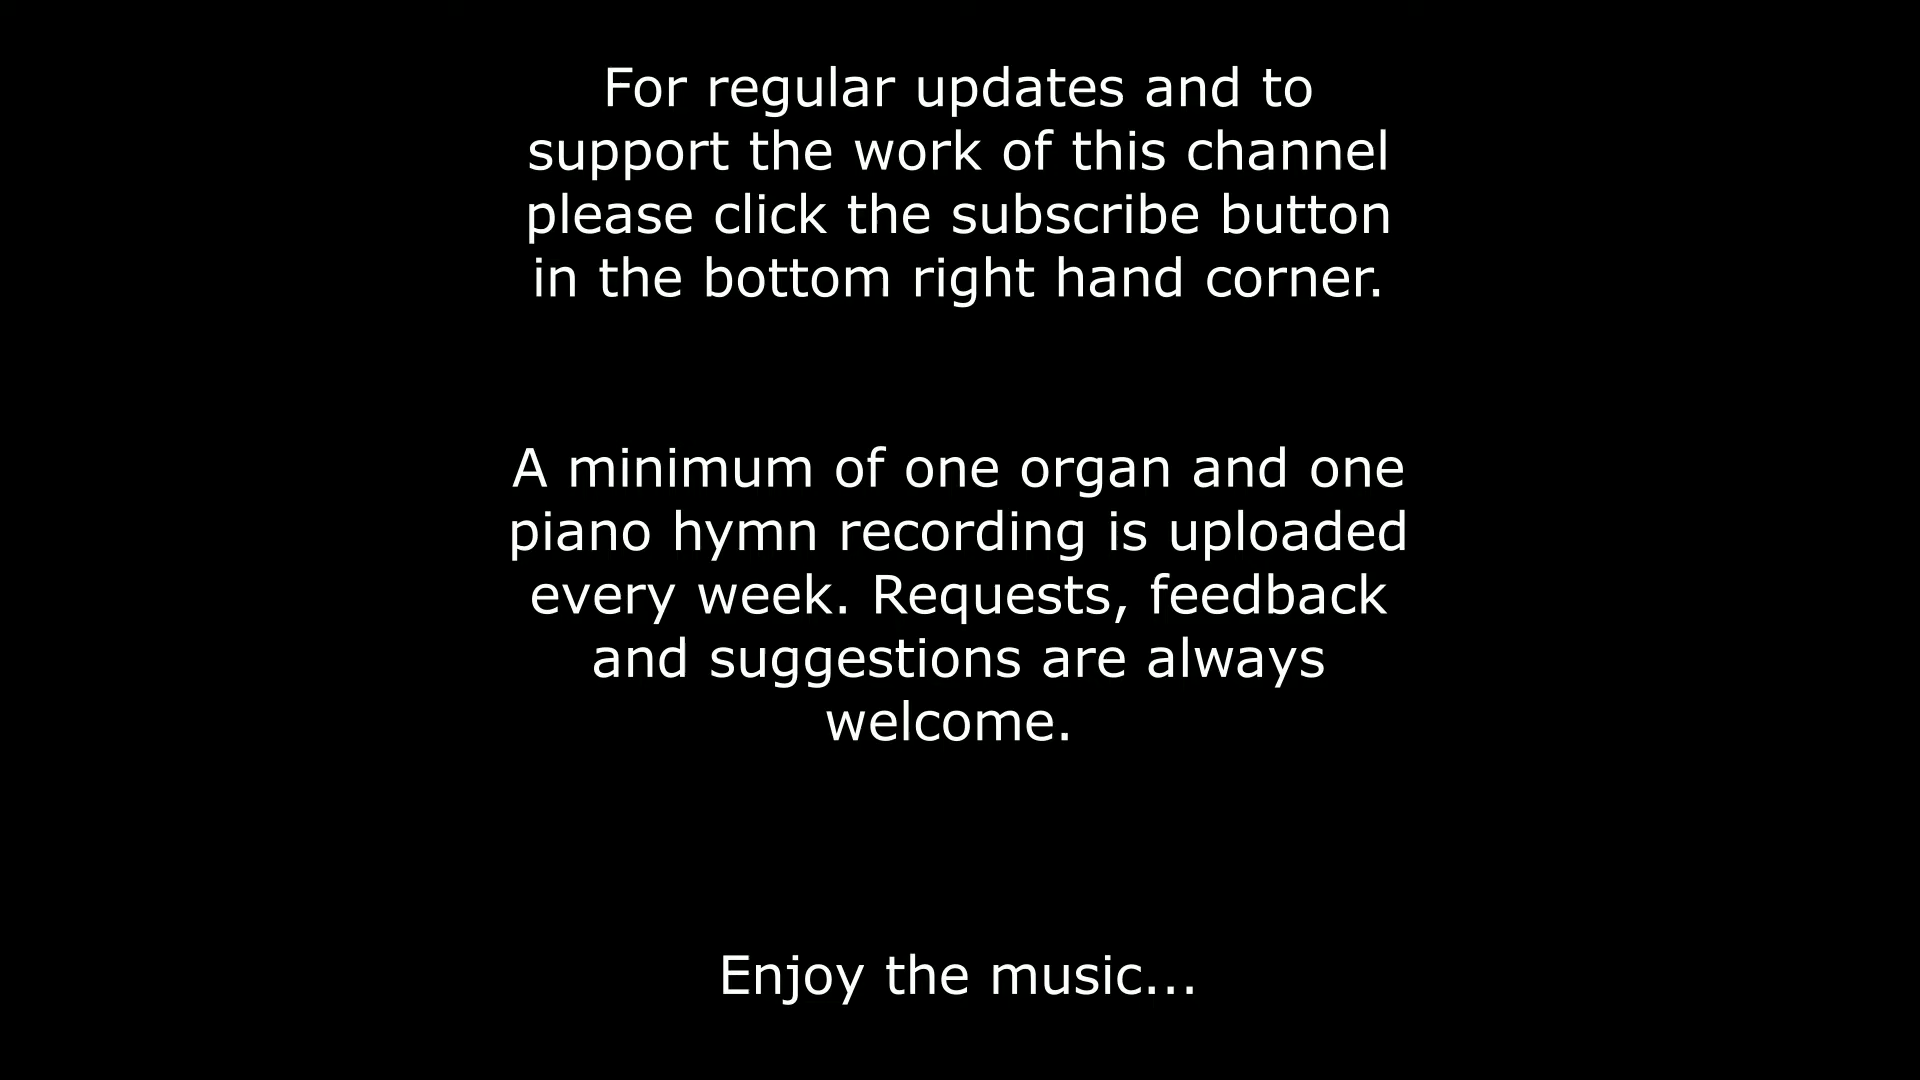 For regular updates and to
support the work of this channel
please click the subscribe button
in the bottom right hand corner.
A minimum of one organ and one
piano hymn recording is uploaded
every week. Requests, feedback
and suggestions are always
welcome.
Enjoy the music...